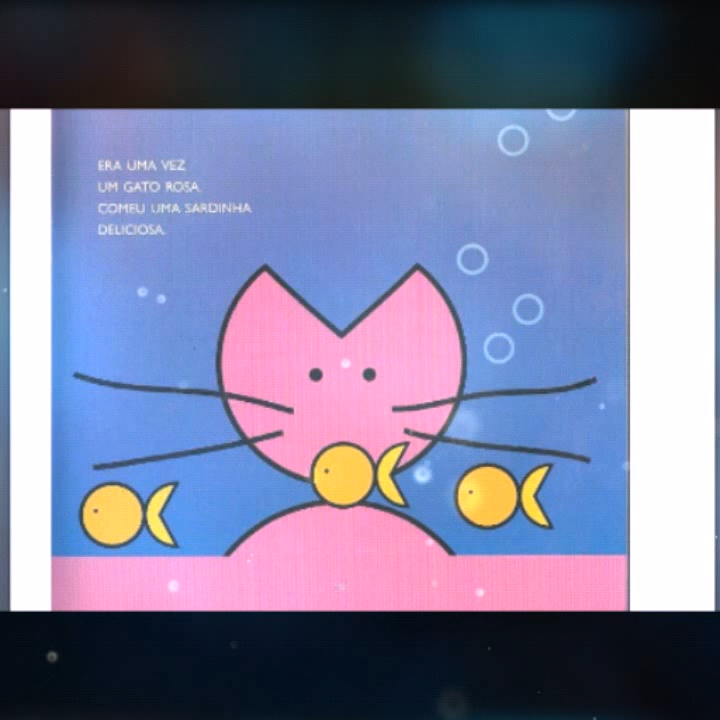 ERA UMA VEZ
UM GATO ROSA.
COMEU UMA SARDINHA
DELICIOSA.